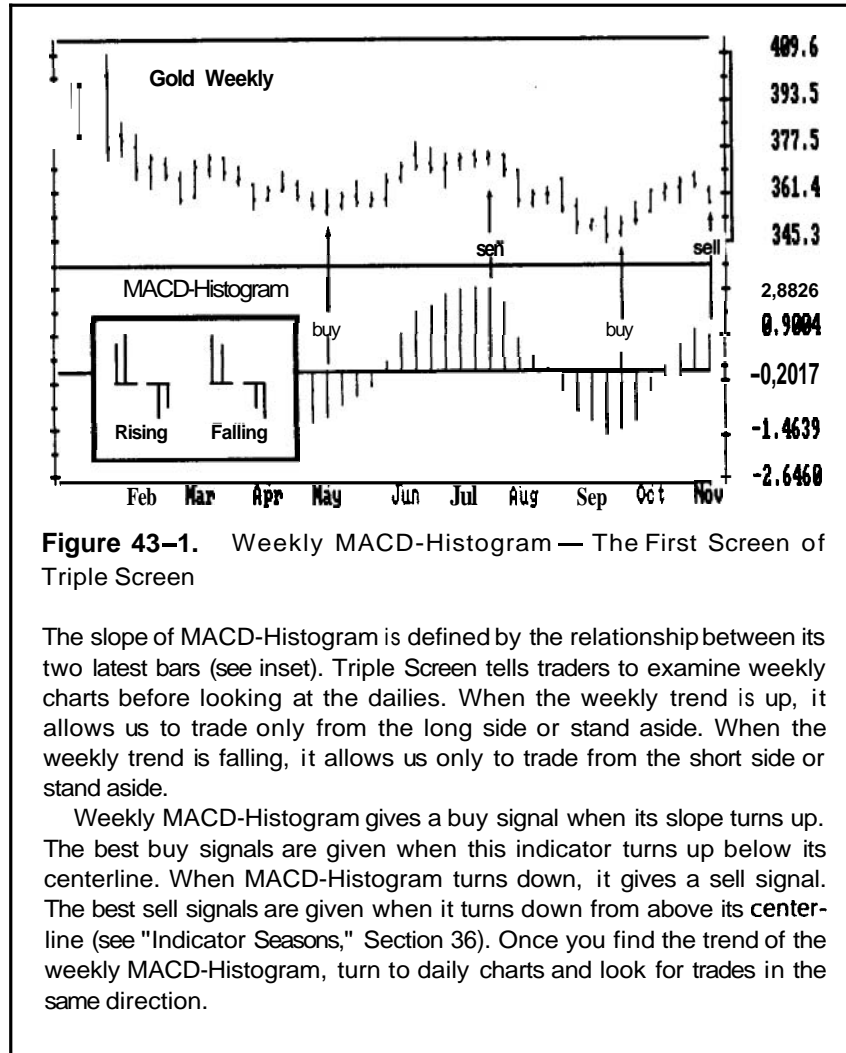 Gold Weekly
409.6
393.5
377.5
361.4
345.3
señ
sell
MACD-Histogram
buy
buy
2,8826
0.9004
-0,2017
-1.4639
-2.6460
Rising
Falling
Feb Mar Apr May Jun Jul Aug Sep Oct Nov
Figure 43–1. Weekly MACD-Histogram — The First Screen of
Triple Screen
The slope of MACD-Histogram is defined by the relationship between its
two latest bars (see inset). Triple Screen tells traders to examine weekly
charts before looking at the dailies. When the weekly trend is up, it
allows us to trade only from the long side or stand aside. When the
weekly trend is falling, it allows us only to trade from the short side or
stand aside.
Weekly MACD-Histogram gives a buy signal when its slope turns up.
The best buy signals are given when this indicator turns up below its
centerline. When MACD-Histogram turns down, it gives a sell signal.
The best sell signals are given when it turns down from above its center-
line (see "Indicator Seasons," Section 36). Once you find the trend of the
weekly MACD-Histogram, turn to daily charts and look for trades in the
same direction.